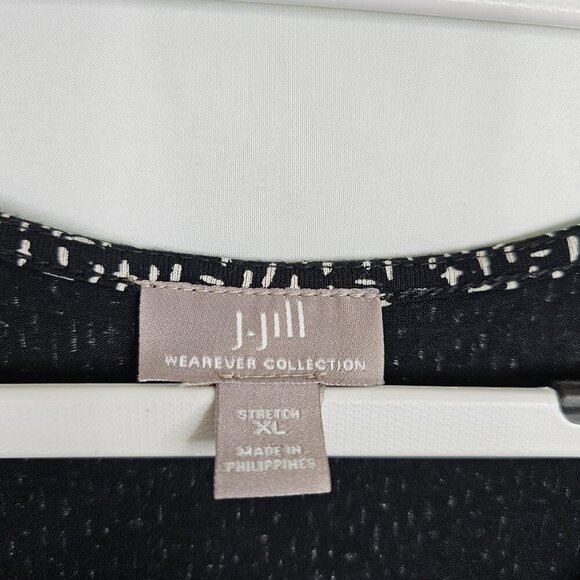 J.Jill
WEAREVER COLLECTION
STRETCH
XL
MADE IN
PHILIPPINES